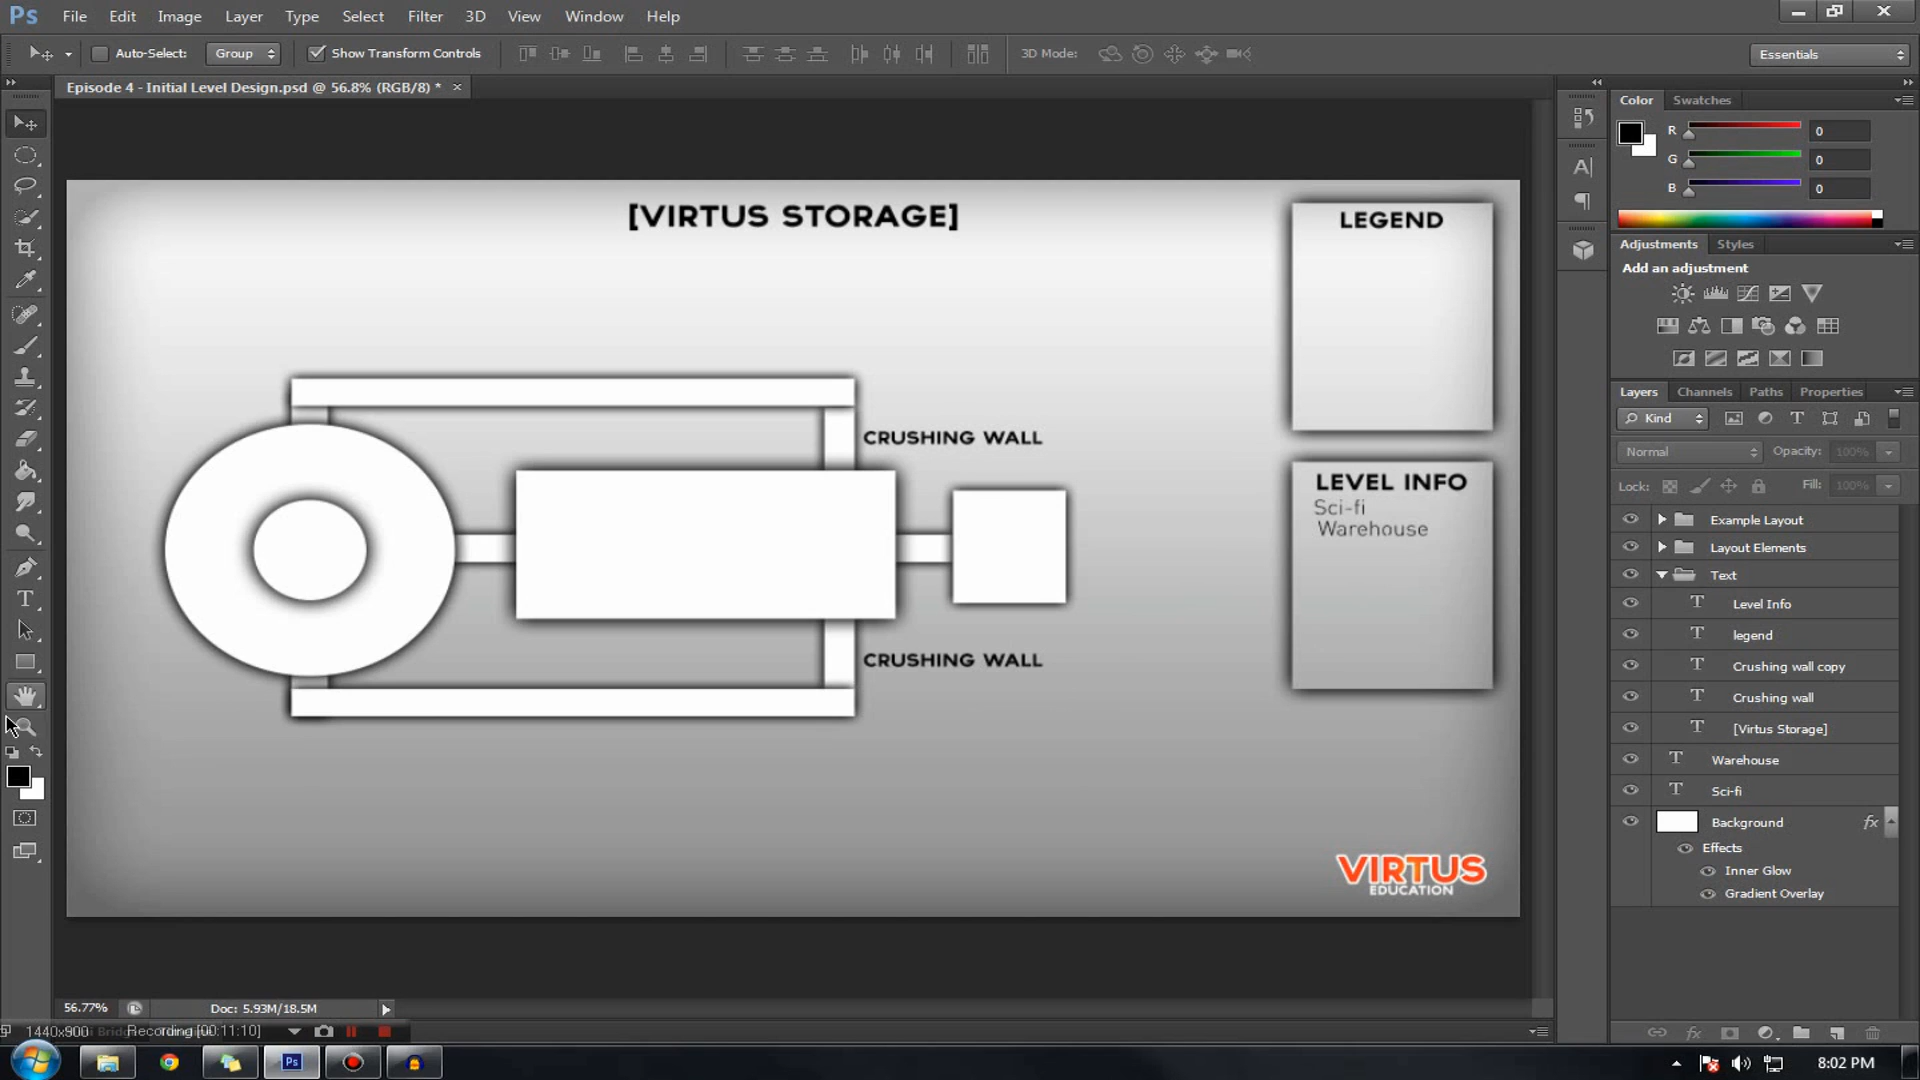 Ps File Edit Image Layer Type Select Filter 3D View Window Help
Auto-Select: Group Show Transform Controls 3D Mode: Essentials
Episode 4 - Initial Level Design.psd @ 56.8% (RGB/8) *
Color Swatches
R 0
G 0
B 0
Adjustments Styles
Add an adjustment
[VIRTUS STORAGE]
LEGEND
CRUSHING WALL
LEVEL INFO
Sci-fi
Warehouse
CRUSHING WALL
VIRTUS
EDUCATION
Layers Channels Paths Properties
Kind
Normal Opacity: 100%
Lock: Fill: 100%
Example Layout
Layout Elements
Text
Level Info
legend
Crushing wall copy
Crushing wall
[Virtus Storage]
Warehouse
Sci-fi
Background fx
Effects
Inner Glow
Gradient Overlay
56.77% Doc: 5.93M/18.5M
1440x900 Recording [00:11:10]
Ps 8:02 PM